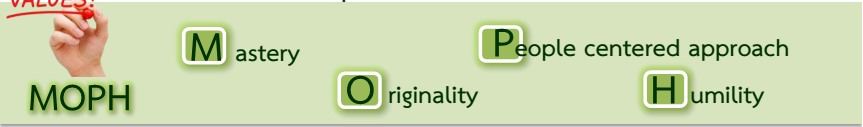 VALUES!
Mastery
People centered approach
MOPH
Originality
Humility